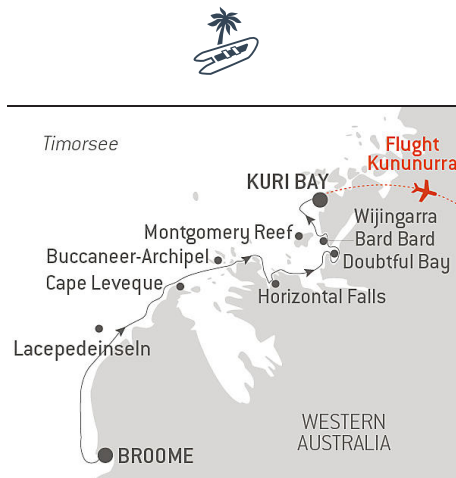 Timorsee
Flught
Kununurra
KURI BAY
Wijingarra
Bard Bard
Montgomery Reef
Doubtful Bay
Buccaneer-Archipel
Cape Leveque
Horizontal Falls
Lacepedeinseln
WESTERN
AUSTRALIA
BROOME